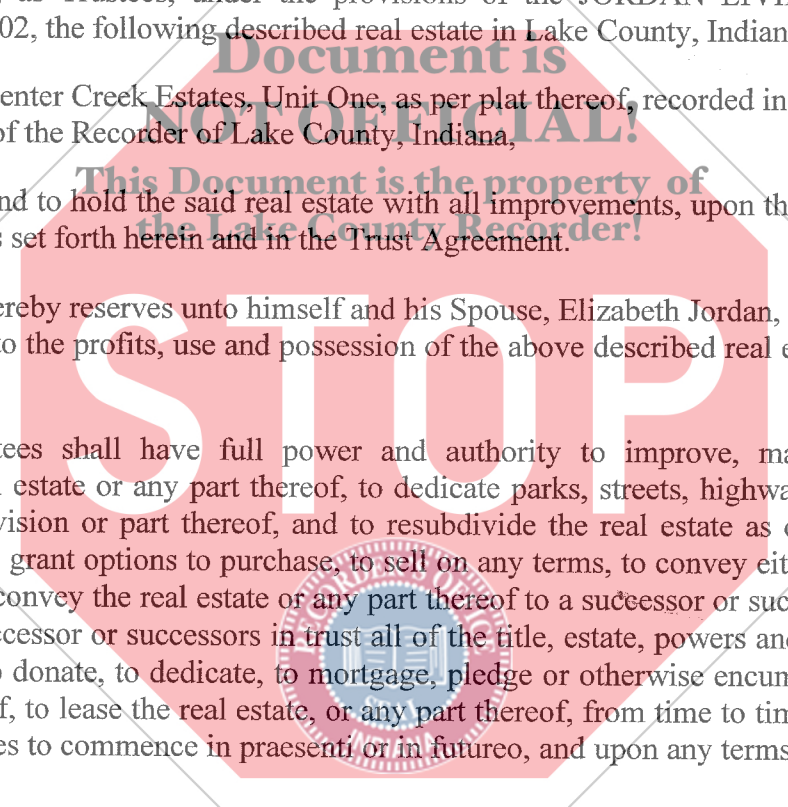 as Trustees, under the provisions of the JORDAN LIVI
02, the following described real estate in Lake County, Indian
Document is
enter Creek Estates, Unit One, as per plat thereof, recorded in
NOT OFFICIAL!
of the Recorder of Lake County, Indiana,
This Document is the property of
nd to hold the said real estate with all improvements, upon th
the Lake County Recorder!
s set forth herein and in the Trust Agreement.
ereby reserves unto himself and his Spouse, Elizabeth Jordan,
to the profits, use and possession of the above described real e
STOP
tees shall have full power and authority to improve, ma
estate or any part thereof, to dedicate parks, streets, highwa
vision or part thereof, and to resubdivide the real estate as
grant options to purchase, to sell on any terms, to convey eit
convey the real estate or any part thereof to a successor or suc
ccessor or successors in trust all of the title, estate, powers and
o donate, to dedicate, to mortgage, pledge or otherwise encum
f, to lease the real estate, or any part thereof, from time to tim
es to commence in praesenti or in futureo, and upon any terms
RECORDER'S OFFICE
INDIANA